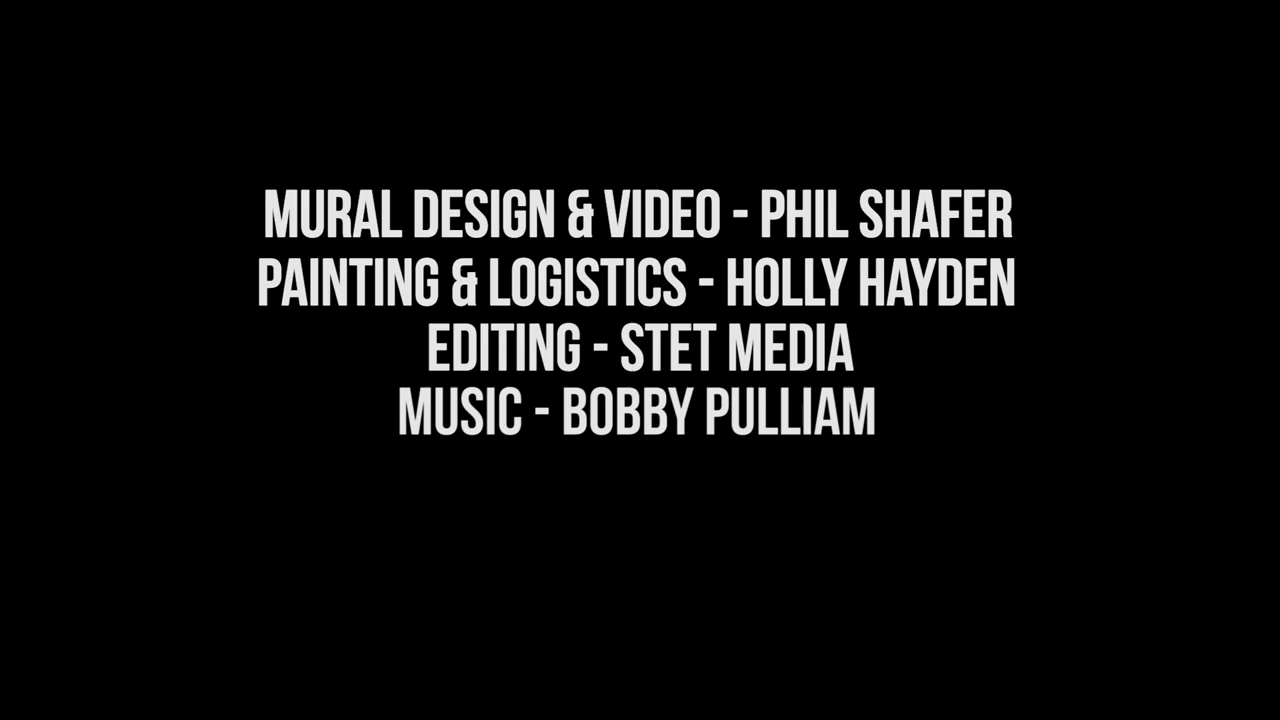 MURAL DESIGN & VIDEO - PHIL SHAFER
PAINTING & LOGISTICS - HOLLY HAYDEN
EDITING - STET MEDIA
MUSIC - BOBBY PULLIAM